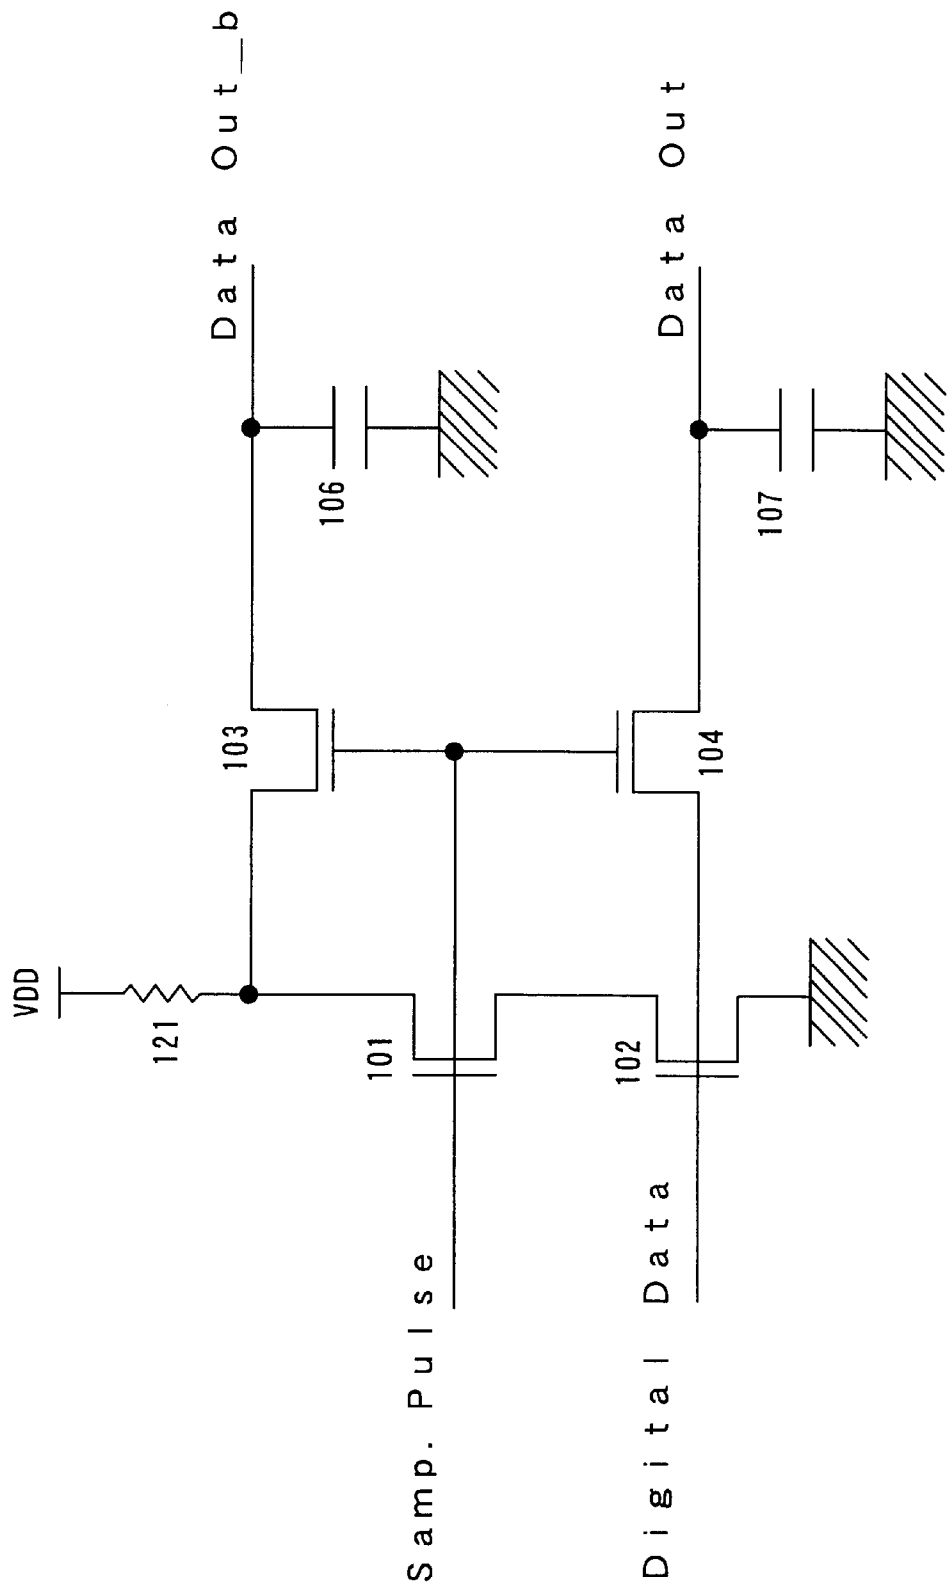 VDD
121
101
102
103
104
106
107
Samp. Pulse
Digital Data
Data Out_b
Data Out